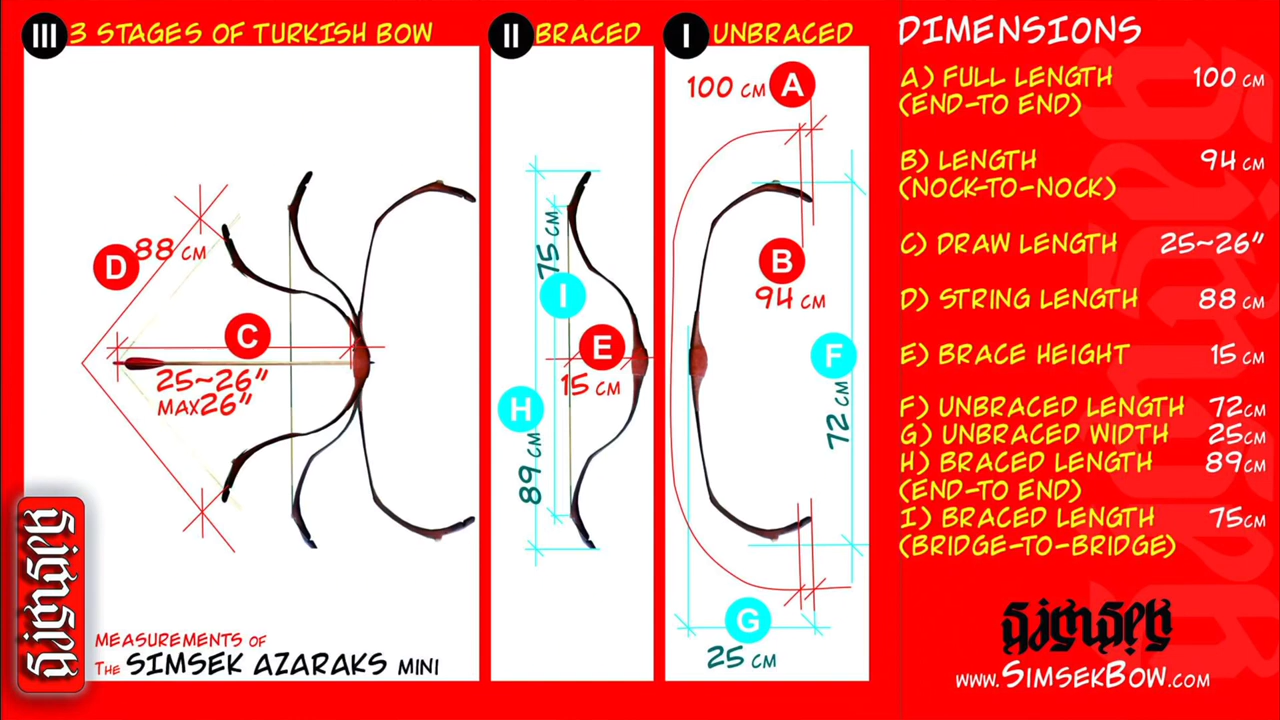 III 3 STAGES OF TURKISH BOW
D 88 CM
C
25~26"
MAX26"
MEASUREMENTS OF
THE SIMSEK AZARAKS MINI
simsek
II BRACED
75 CM
I
E
15 CM
H
89 CM
I UNBRACED
100 CM A
B
94 CM
F
72 CM
G
25 CM
DIMENSIONS
A) FULL LENGTH 100 CM
(END-TO END)
B) LENGTH 94 CM
(NOCK-TO-NOCK)
C) DRAW LENGTH 25~26"
D) STRING LENGTH 88 CM
E) BRACE HEIGHT 15 CM
F) UNBRACED LENGTH 72CM
G) UNBRACED WIDTH 25CM
H) BRACED LENGTH 89CM
(END-TO END)
I) BRACED LENGTH 75CM
(BRIDGE-TO-BRIDGE)
simsek
WWW.SIMSEKBOW.COM